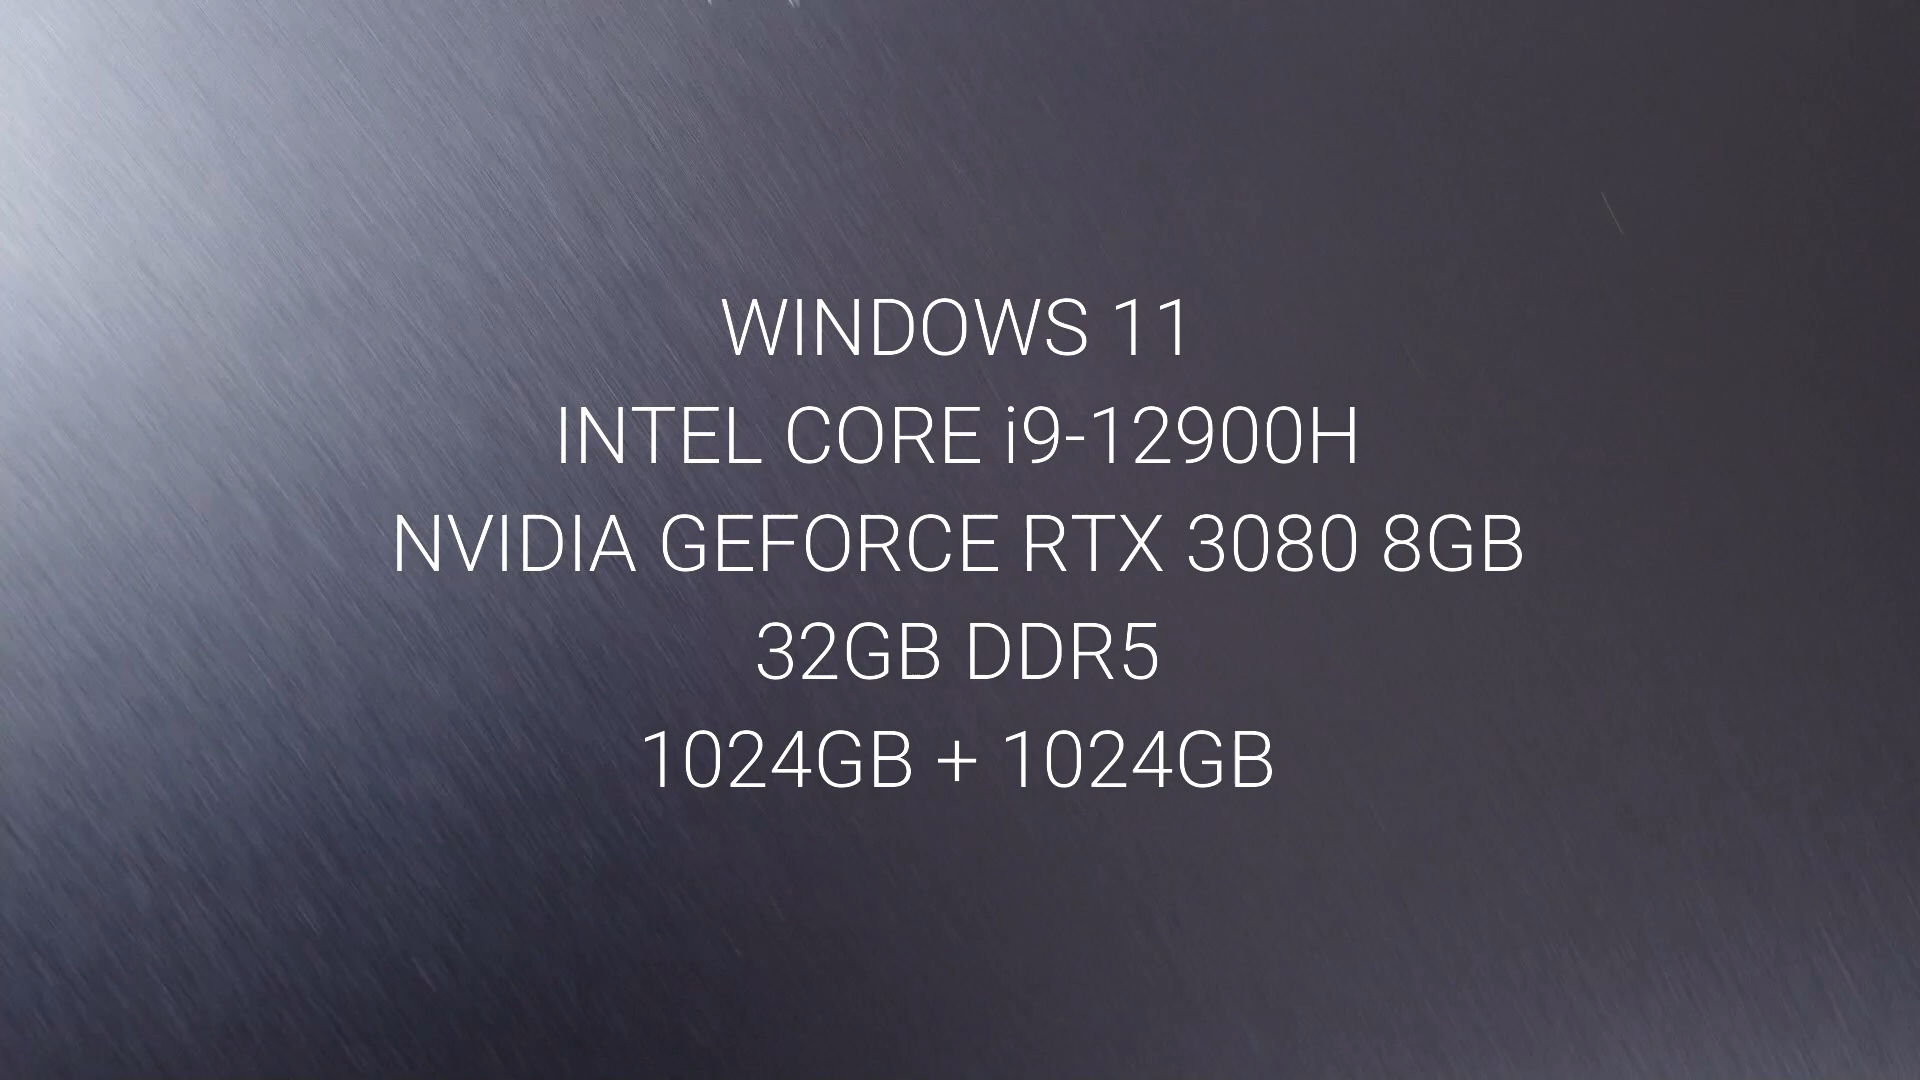 WINDOWS 11
INTEL CORE i9-12900H
NVIDIA GEFORCE RTX 3080 8GB
32GB DDR5
1024GB + 1024GB